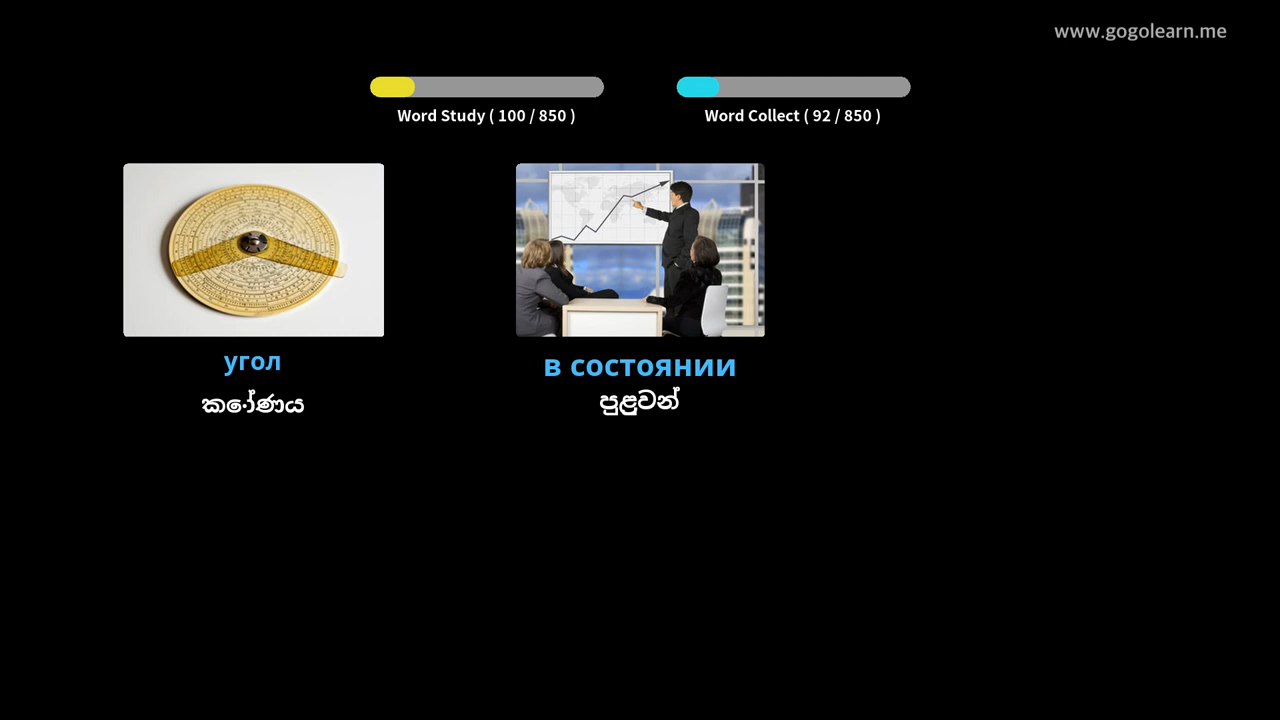 www.gogolearn.me
Word Study ( 100 / 850 )
Word Collect ( 92 / 850 )
угол
කෝණය
в состоянии
පුළුවන්